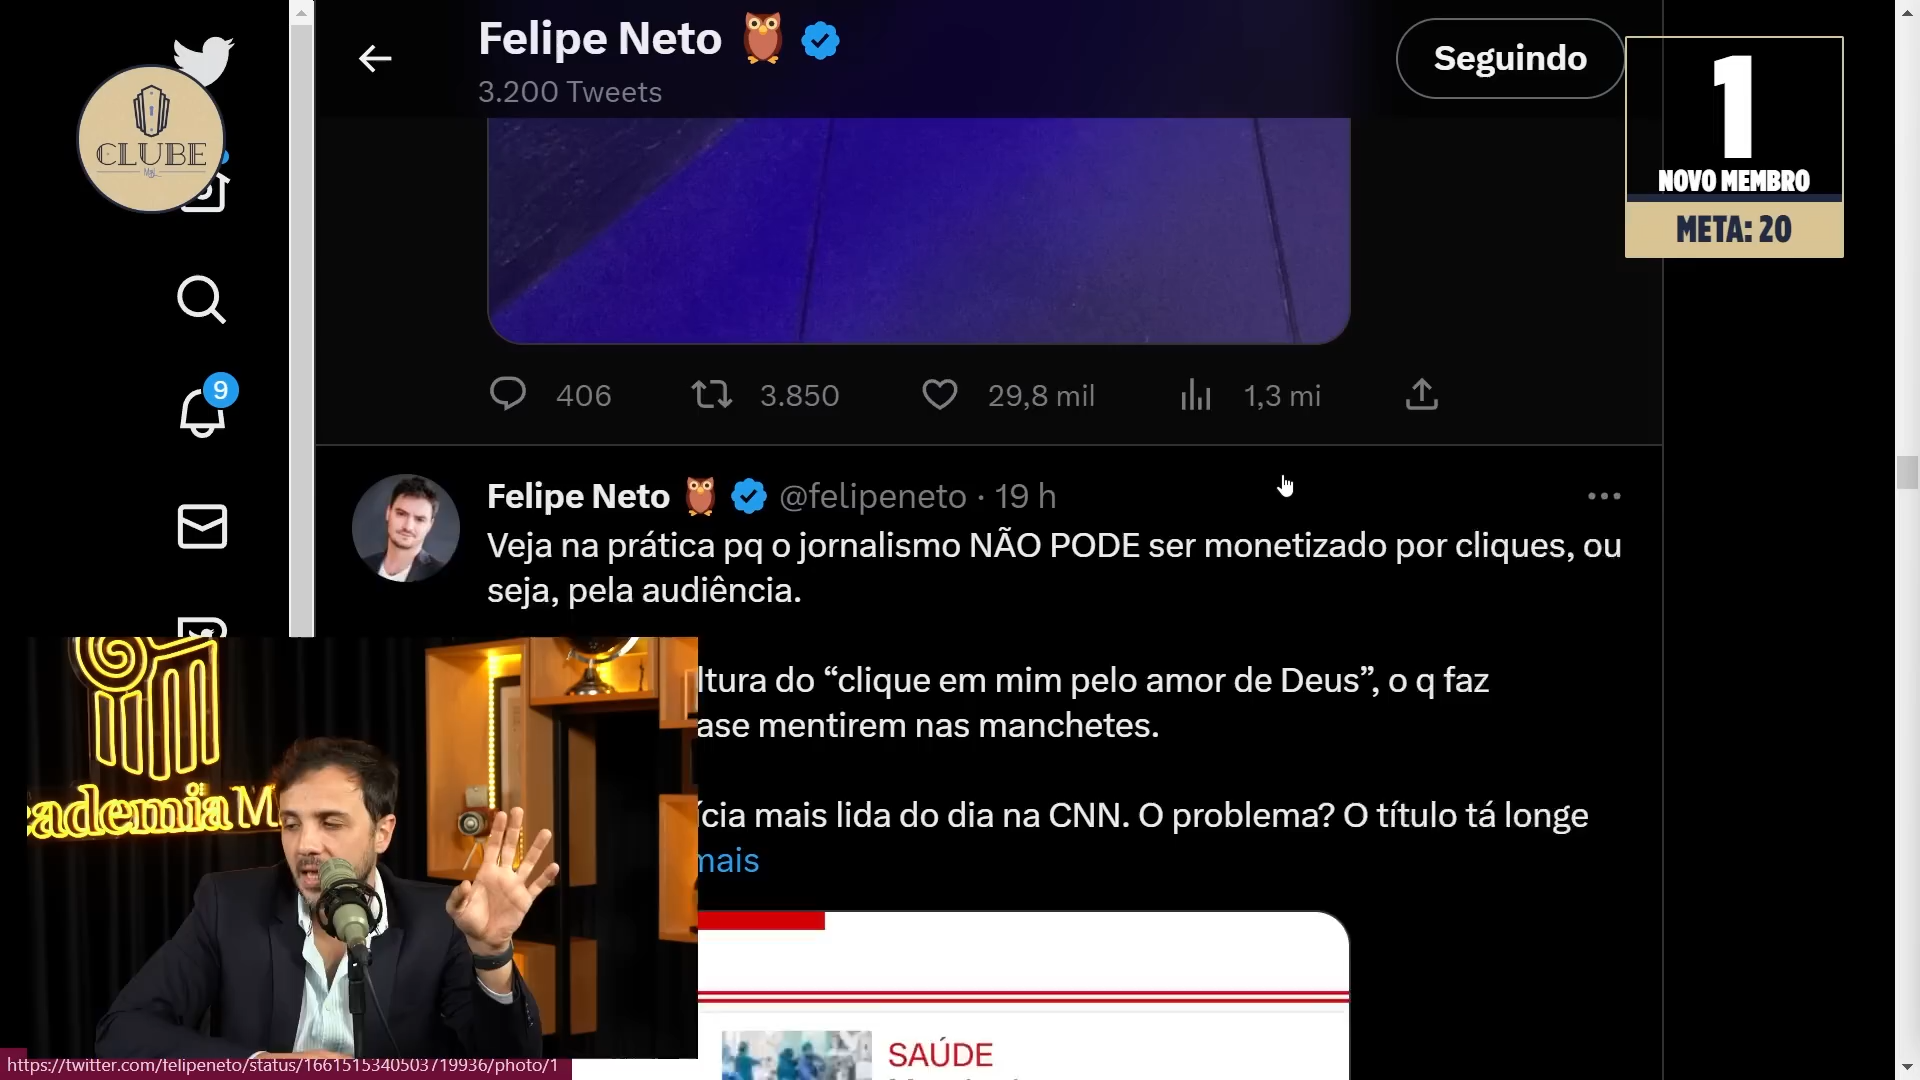 Felipe Neto
3.200 Tweets
Seguindo
1
NOVO MEMBRO
META: 20
CLUBE
9
406
3.850
29,8 mil
1,3 mi
Felipe Neto @felipeneto · 19 h
Veja na prática pq o jornalismo NÃO PODE ser monetizado por cliques, ou
seja, pela audiência.
ltura do “clique em mim pelo amor de Deus”, o q faz
ase mentirem nas manchetes.
ícia mais lida do dia na CNN. O problema? O título tá longe
mais
SAÚDE
cademia M
https://twitter.com/felipeneto/status/1661515340503719936/photo/1